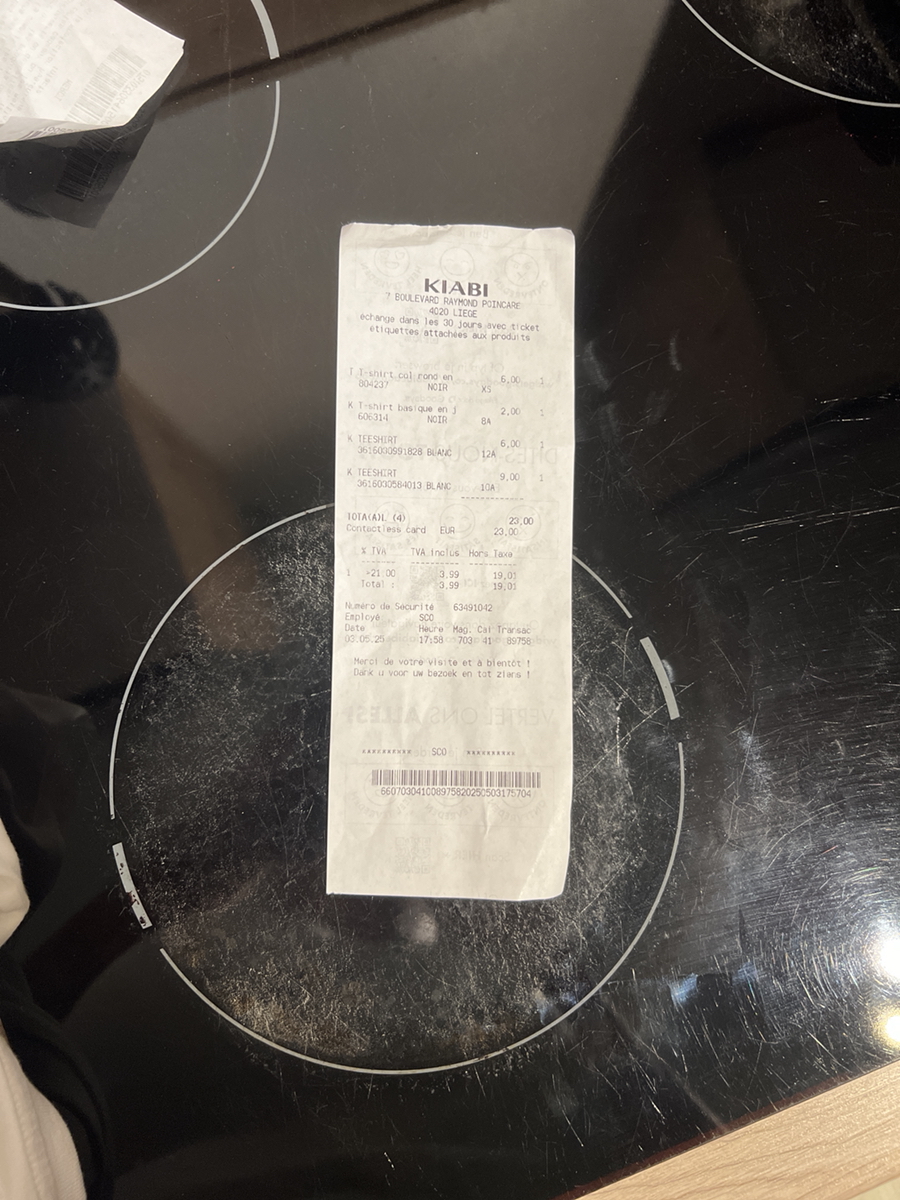 KIABI
7 BOULEVARD RAYMOND POINCARE
4020 LIEGE
échange dans les 30 jours avec ticket
étiquettes attachées aux produits
T T-shirt col rond en 6,00 1
804237 NOIR XS
K T-shirt basique en j 2,00 1
606314 NOIR 8A
K TEESHIRT 6,00 1
3616030991828 BLANC 12A
K TEESHIRT 9,00 1
3616030584013 BLANC 10A
TOTA(A)L (4) 23,00
Contactless card EUR 23,00
% TVA TVA inclus Hors Taxe
1 +21.00 3.99 19,01
Total : 3.99 19,01
Numéro de Sécurité 63491042
Employé SCO
Date Heure Mag. Cai Transac
03.05.25 17:58 703 41 89758
Merci de votre visite et à bientôt !
Dank u voor uw bezoek en tot ziens !
********** SCO **********
660703041008975820250503175704